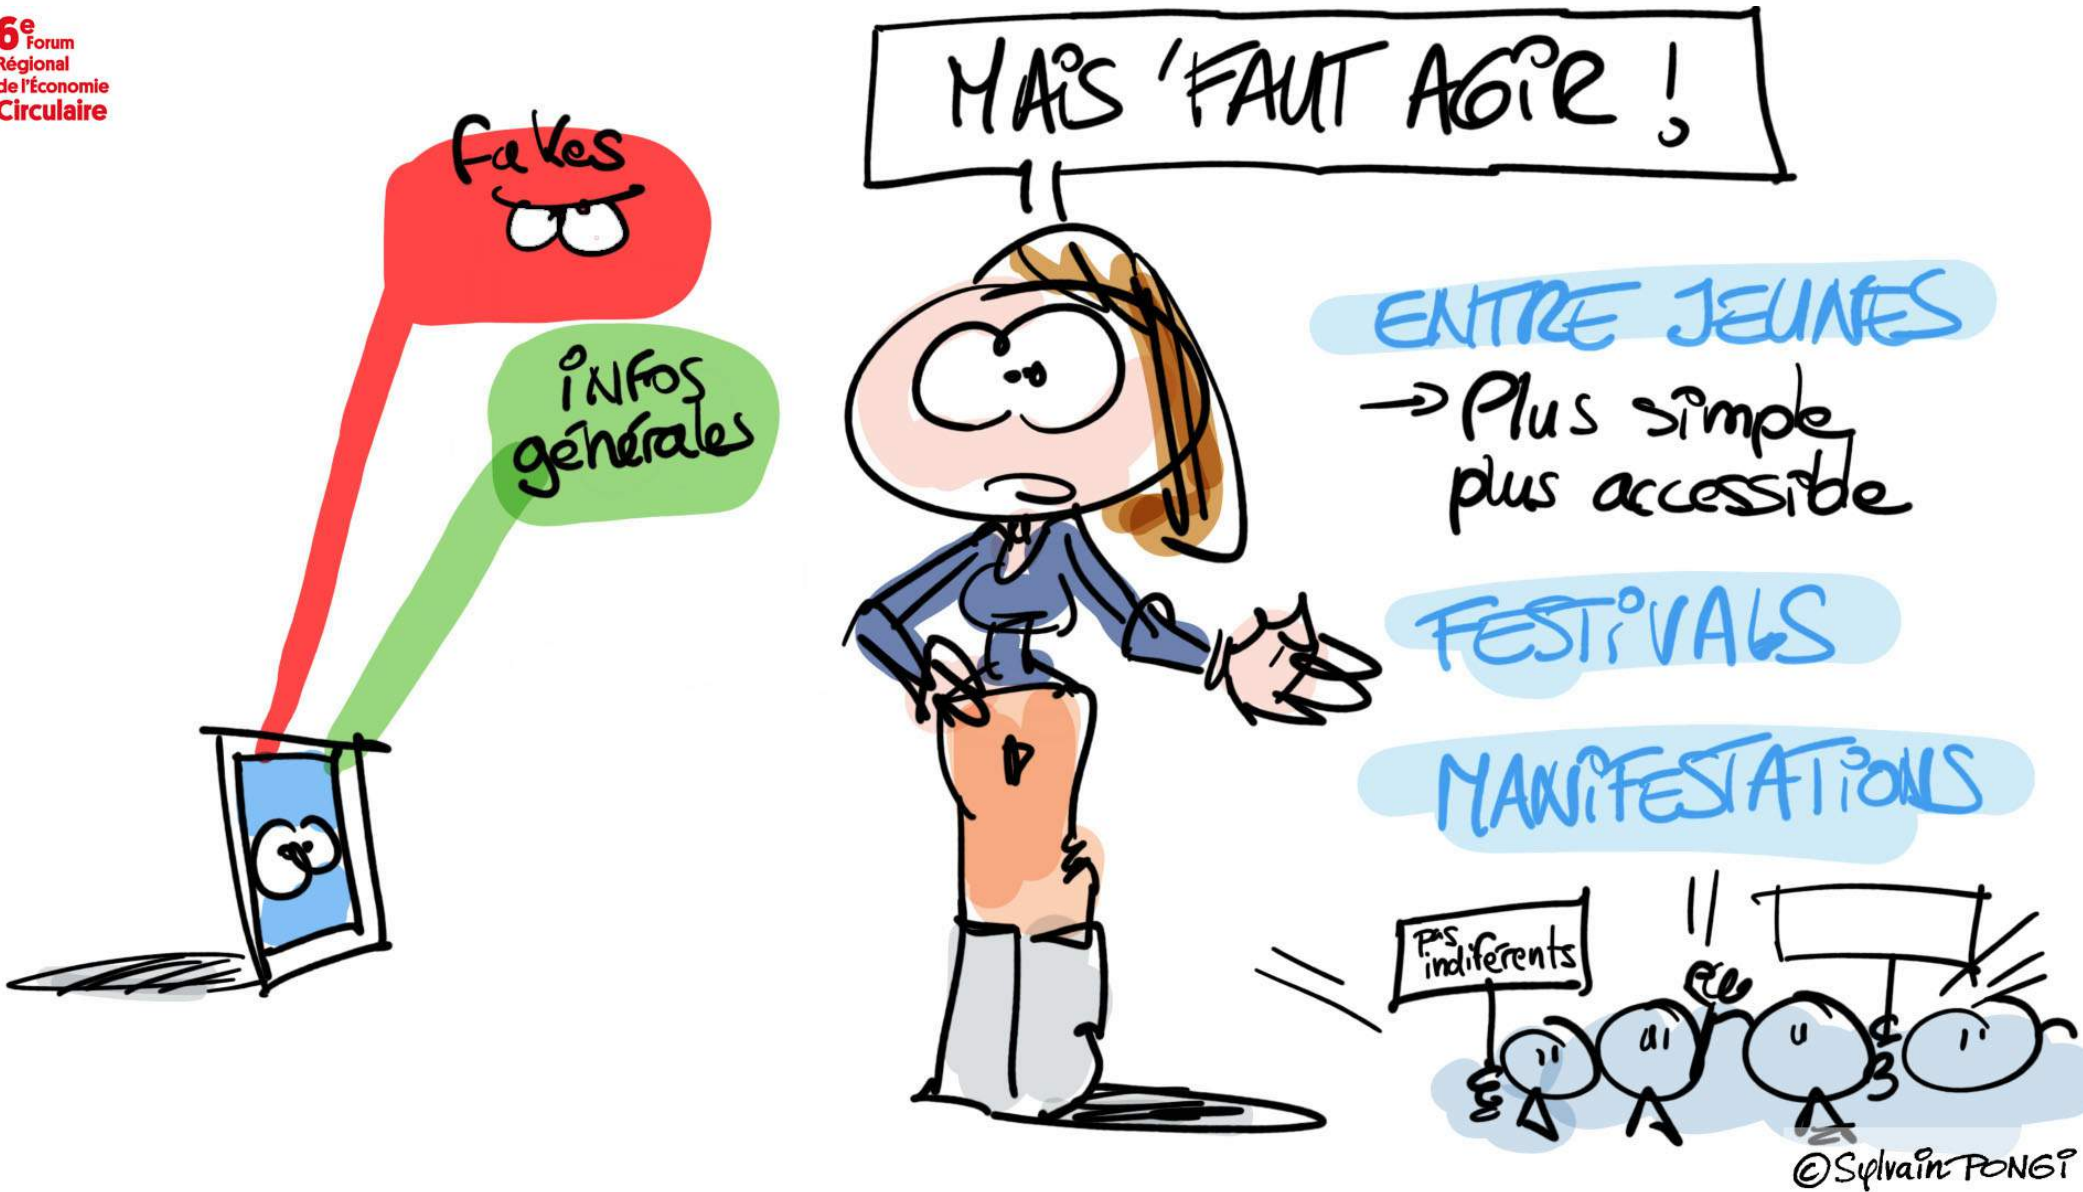 6e Forum
Régional
de l'Économie
Circulaire
MAiS 'FAUT AGiR !
Fakes
iNFOS
générales
ENTRE JEUNES
→ Plus simple,
plus accessible
FESTiVALS
MANiFESTATiONS
pas
indiférents
©Sylvain PONGi